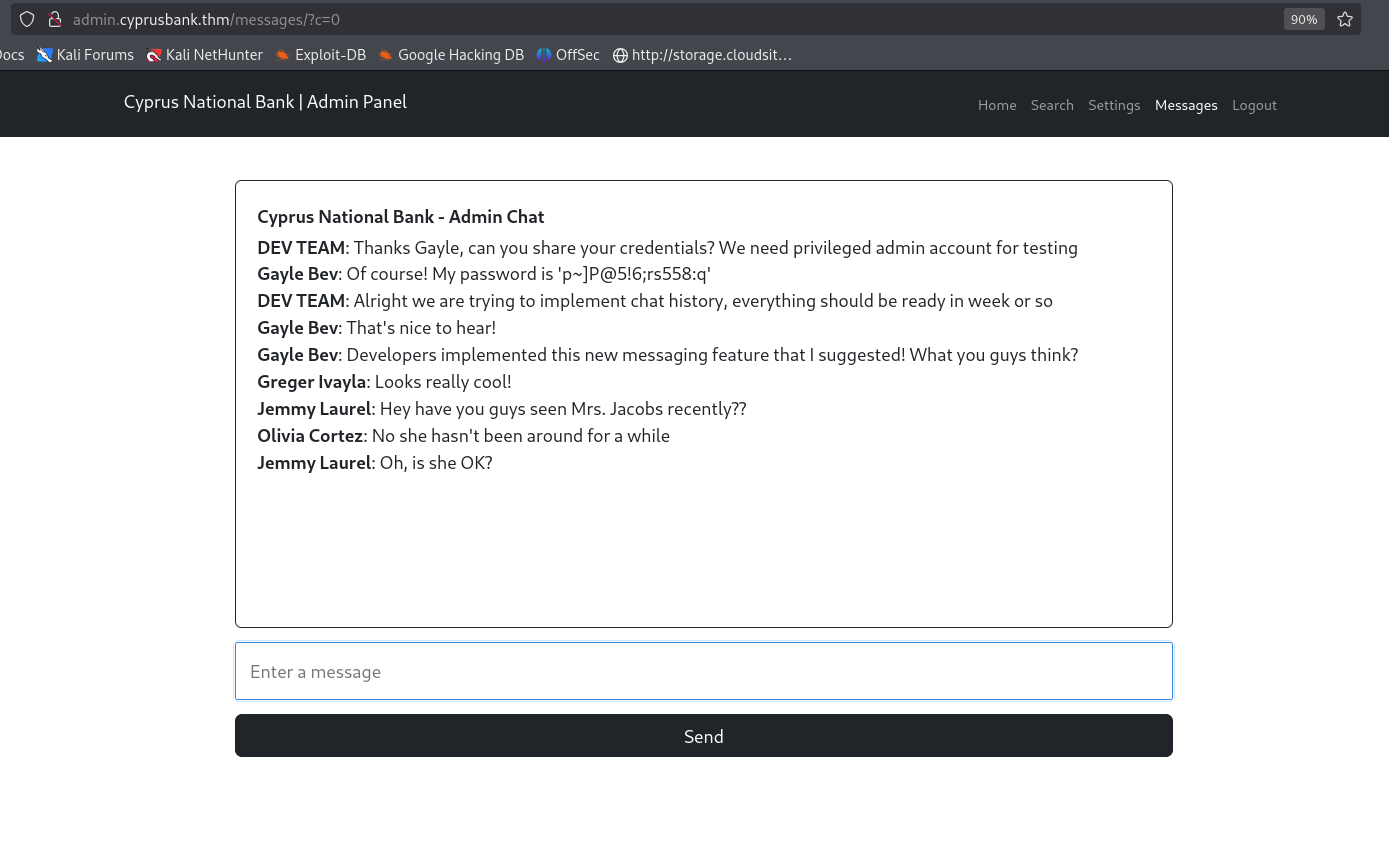 admin.cyprusbank.thm/messages/?c=0 90%
Docs Kali Forums Kali NetHunter Exploit-DB Google Hacking DB OffSec http://storage.cloudsit…
Cyprus National Bank | Admin Panel Home Search Settings Messages Logout
Cyprus National Bank - Admin Chat
DEV TEAM: Thanks Gayle, can you share your credentials? We need privileged admin account for testing
Gayle Bev: Of course! My password is 'p~]P@5!6;rs558:q'
DEV TEAM: Alright we are trying to implement chat history, everything should be ready in week or so
Gayle Bev: That's nice to hear!
Gayle Bev: Developers implemented this new messaging feature that I suggested! What you guys think?
Greger Ivayla: Looks really cool!
Jemmy Laurel: Hey have you guys seen Mrs. Jacobs recently??
Olivia Cortez: No she hasn't been around for a while
Jemmy Laurel: Oh, is she OK?
Enter a message
Send